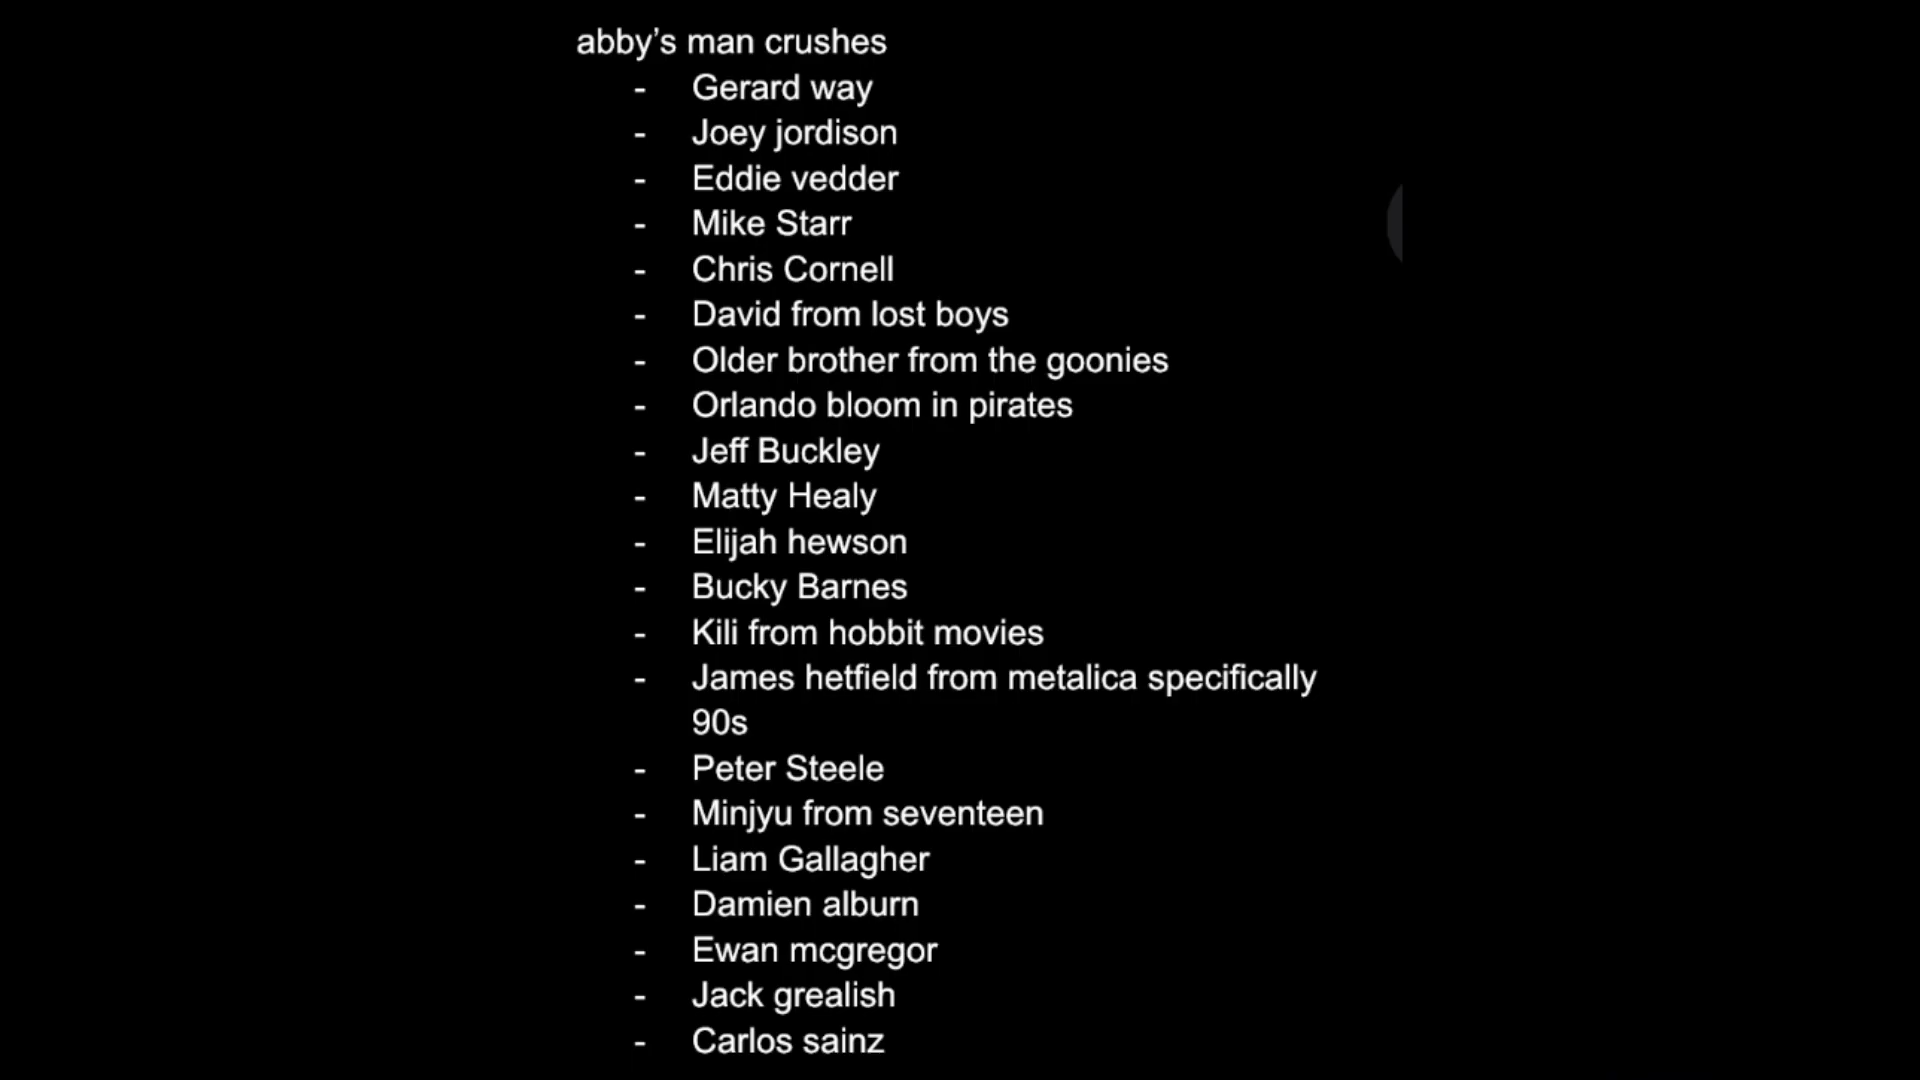 abby’s man crushes
- Gerard way
- Joey jordison
- Eddie vedder
- Mike Starr
- Chris Cornell
- David from lost boys
- Older brother from the goonies
- Orlando bloom in pirates
- Jeff Buckley
- Matty Healy
- Elijah hewson
- Bucky Barnes
- Kili from hobbit movies
- James hetfield from metalica specifically
90s
- Peter Steele
- Minjyu from seventeen
- Liam Gallagher
- Damien alburn
- Ewan mcgregor
- Jack grealish
- Carlos sainz